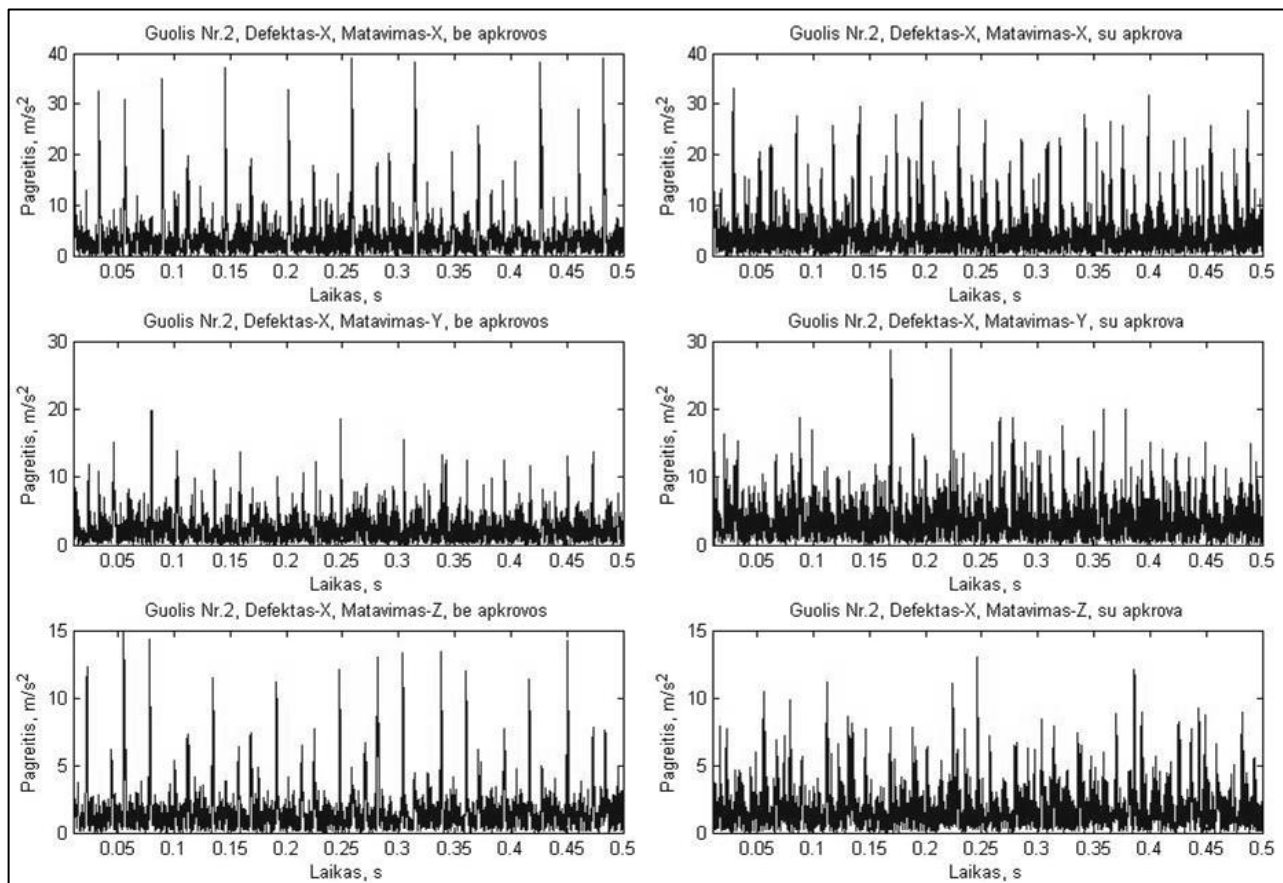 Guolis Nr.2, Defektas-X, Matavimas-X, be apkrovos
40
30
20
10
0
Pagreitis, m/s²
0.05 0.1 0.15 0.2 0.25 0.3 0.35 0.4 0.45 0.5
Laikas, s
Guolis Nr.2, Defektas-X, Matavimas-X, su apkrova
40
30
20
10
0
Pagreitis, m/s²
0.05 0.1 0.15 0.2 0.25 0.3 0.35 0.4 0.45 0.5
Laikas, s
Guolis Nr.2, Defektas-X, Matavimas-Y, be apkrovos
30
20
10
0
Pagreitis, m/s²
0.05 0.1 0.15 0.2 0.25 0.3 0.35 0.4 0.45 0.5
Laikas, s
Guolis Nr.2, Defektas-X, Matavimas-Y, su apkrova
30
20
10
0
Pagreitis, m/s²
0.05 0.1 0.15 0.2 0.25 0.3 0.35 0.4 0.45 0.5
Laikas, s
Guolis Nr.2, Defektas-X, Matavimas-Z, be apkrovos
15
10
5
0
Pagreitis, m/s²
0.05 0.1 0.15 0.2 0.25 0.3 0.35 0.4 0.45 0.5
Laikas, s
Guolis Nr.2, Defektas-X, Matavimas-Z, su apkrova
15
10
5
0
Pagreitis, m/s²
0.05 0.1 0.15 0.2 0.25 0.3 0.35 0.4 0.45 0.5
Laikas, s